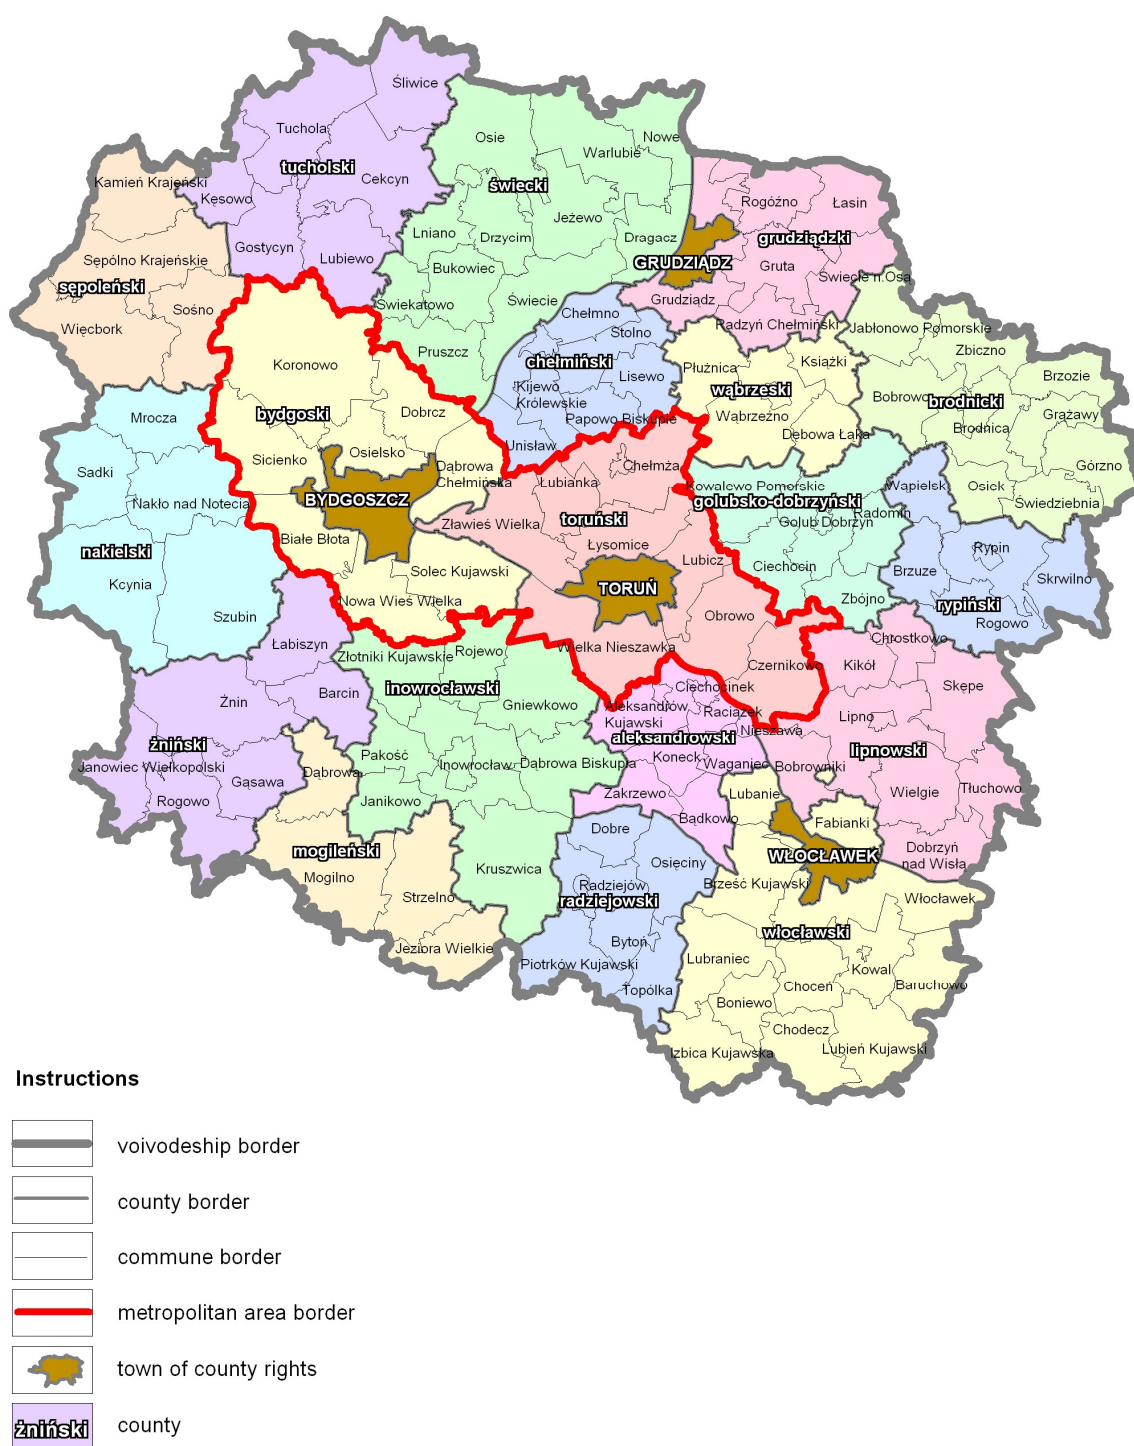 Śliwice
Tuchola
tucholski
Cekcyn
Kamień Krajeński
Kęsowo
Gostycyn
Lubiewo
Osie
Nowe
Warlubie
świecki
Jeżewo
Lniano
Drzycim
Dragacz
Bukowiec
Świekatowo
Świecie
Pruszcz
Rogóźno
Łasin
grudziądzki
GRUDZIĄDZ
Gruta
Świecie n.Osą
Grudziądz
Radzyń Chełmiński
Sępólno Krajeńskie
sępoleński
Sośno
Więcbork
Chełmno
Stolno
chełmiński
Lisewo
Kijewo
Królewskie
Papowo Biskupie
Unisław
Płużnica
Książki
wąbrzeski
Wąbrzeźno
Dębowa Łąka
Jabłonowo Pomorskie
Zbiczno
Brzozie
Bobrowo
brodnicki
Grążawy
Brodnica
Górzno
Osiek
Świedziebnia
Koronowo
bydgoski
Dobrcz
Sicienko
Osielsko
Dąbrowa
Chełmińska
BYDGOSZCZ
Białe Błota
Solec Kujawski
Nowa Wieś Wielka
Mrocza
Sadki
Nakło nad Notecią
nakielski
Kcynia
Szubin
Chełmża
Łubianka
Zławieś Wielka
toruński
Łysomice
Lubicz
TORUŃ
Obrowo
Wielka Nieszawka
Czernikowo
Kowalewo Pomorskie
golubsko-dobrzyński
Radomin
Golub Dobrzyń
Ciechocin
Zbójno
Wąpielsk
Rypin
Brzuze
Skrwilno
rypiński
Rogowo
Łabiszyn
Barcin
Żnin
żniński
Janowiec Wielkopolski
Gąsawa
Rogowo
Złotniki Kujawskie
Rojewo
inowrocławski
Gniewkowo
Pakość
Inowrocław
Dąbrowa Biskupia
Janikowo
Kruszwica
Ciechocinek
Aleksandrów
Kujawski
Raciążek
Nieszawa
aleksandrowski
Koneck
Waganiec
Zakrzewo
Bądkowo
Chrostkowo
Kikół
Skępe
Lipno
lipnowski
Bobrowniki
Wielgie
Tłuchowo
Dobrzyń
nad Wisłą
Dąbrowa
mogileński
Mogilno
Strzelno
Jeziora Wielkie
Dobre
Osięciny
Radziejów
radziejowski
Bytoń
Piotrków Kujawski
Topólka
Lubanie
Fabianki
WŁOCŁAWEK
Brześć Kujawski
Włocławek
włocławski
Lubraniec
Kowal
Choceń
Baruchowo
Boniewo
Chodecz
Izbica Kujawska
Lubień Kujawski
Instructions
voivodeship border
county border
commune border
metropolitan area border
town of county rights
żniński
county